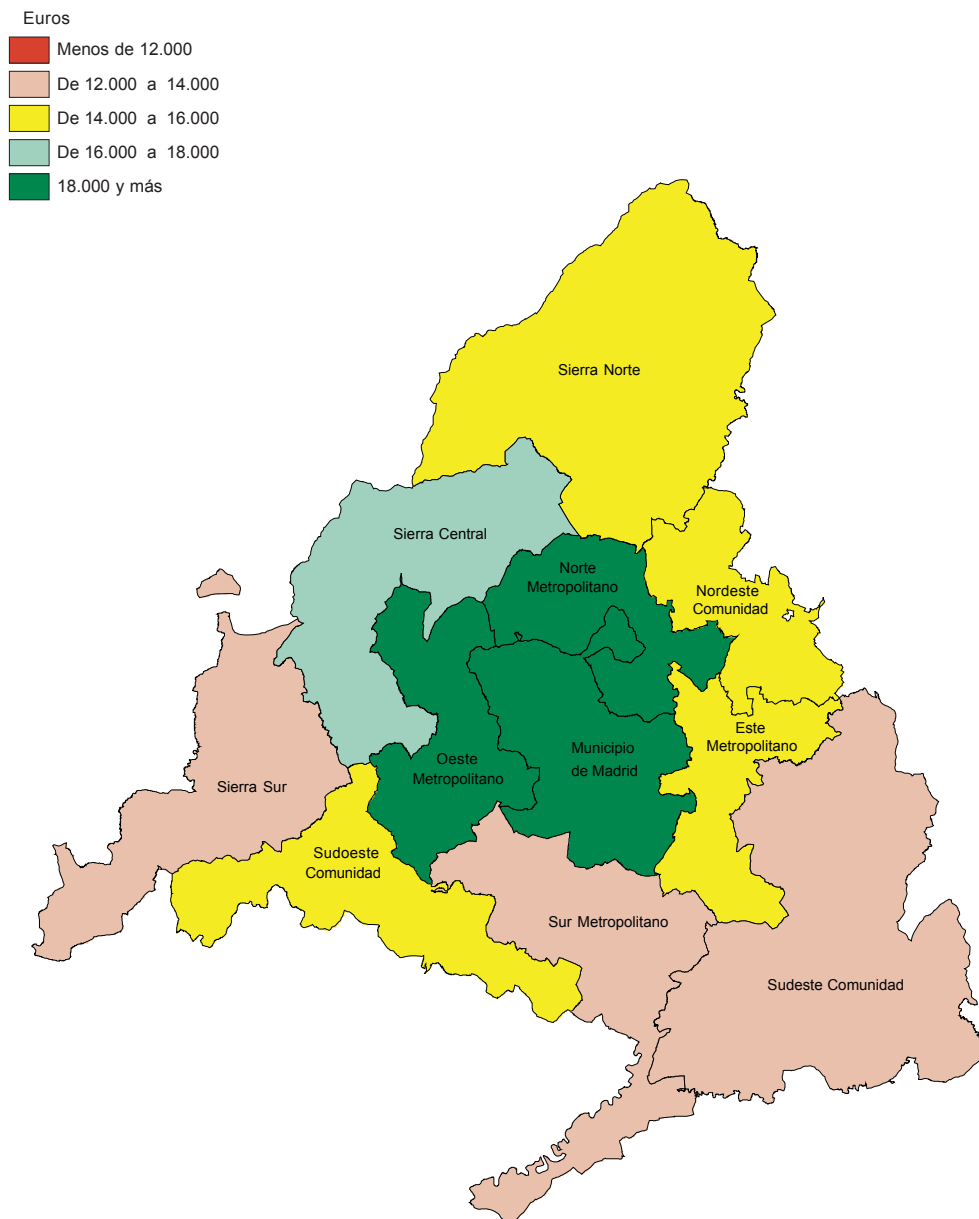 Euros
Menos de 12.000
De 12.000 a 14.000
De 14.000 a 16.000
De 16.000 a 18.000
18.000 y más
Sierra Norte
Sierra Central
Norte
Metropolitano
Nordeste
Comunidad
Este
Metropolitano
Municipio
de Madrid
Oeste
Metropolitano
Sierra Sur
Sudoeste
Comunidad
Sur Metropolitano
Sudeste Comunidad